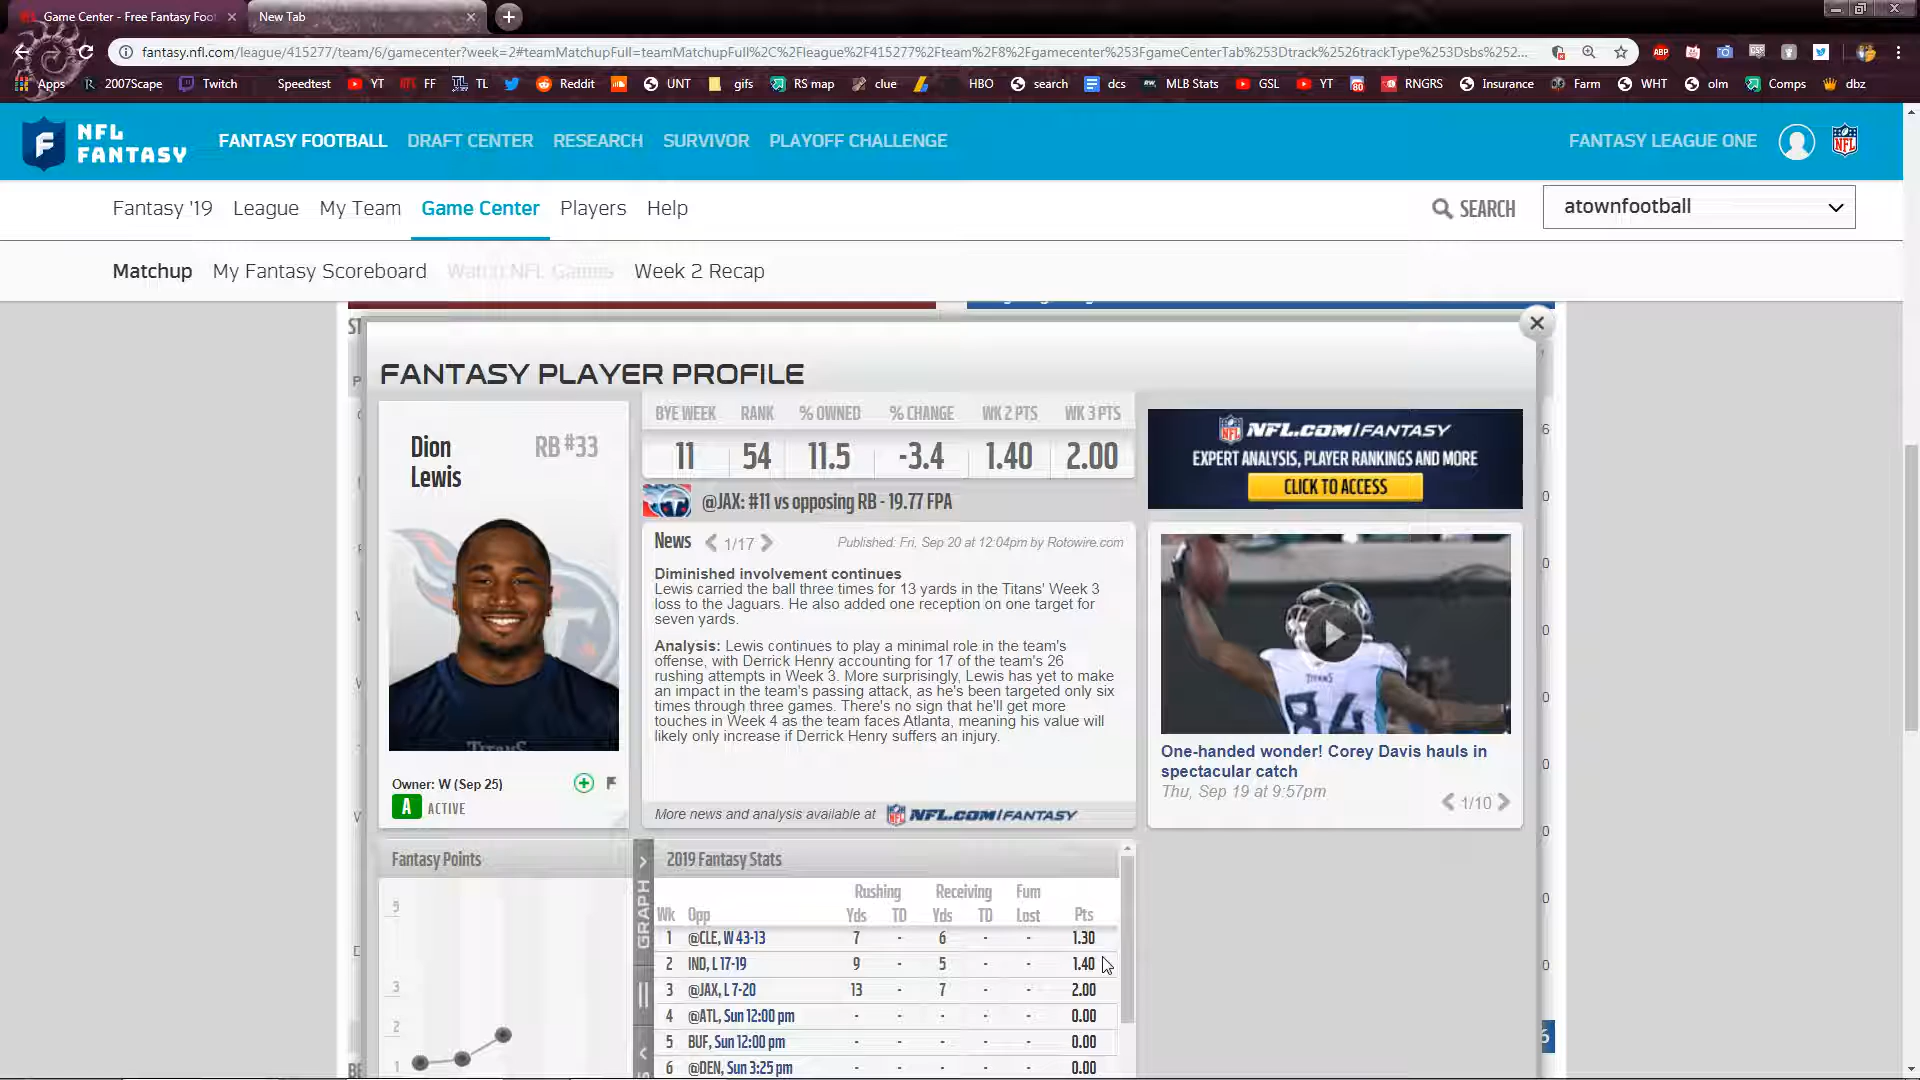 Game Center - Free Fantasy Foot
New Tab
fantasy.nfl.com/league/415277/team/6/gamecenter?week=2#teamMatchupFull=teamMatchupFull%2C%2Fleague%2F415277%2Fteam%2F8%2Fgamecenter%253FgameCenterTab%253Dtrack%2526trackType%253Dsbs%252...
Apps 2007Scape Twitch Speedtest YT FF TL Reddit UNT gifs RS map clue HBO search dcs MLB Stats GSL YT RNGRS Insurance Farm WHT olm Comps dbz
NFL FANTASY
FANTASY FOOTBALL DRAFT CENTER RESEARCH SURVIVOR PLAYOFF CHALLENGE FANTASY LEAGUE ONE
Fantasy '19 League My Team Game Center Players Help SEARCH atownfootball
Matchup My Fantasy Scoreboard Watch NFL Games Week 2 Recap
FANTASY PLAYER PROFILE
Dion Lewis
RB #33
BYE WEEK RANK % OWNED % CHANGE WK 2 PTS WK 3 PTS
11 54 11.5 -3.4 1.40 2.00
@JAX: #11 vs opposing RB - 19.77 FPA
News 1/17 Published: Fri, Sep 20 at 12:04pm by Rotowire.com
Diminished involvement continues
Lewis carried the ball three times for 13 yards in the Titans' Week 3
loss to the Jaguars. He also added one reception on one target for
seven yards.
Analysis: Lewis continues to play a minimal role in the team's
offense, with Derrick Henry accounting for 17 of the team's 26
rushing attempts in Week 3. More surprisingly, Lewis has yet to make
an impact in the team's passing attack, as he's been targeted only six
times through three games. There's no sign that he'll get more
touches in Week 4 as the team faces Atlanta, meaning his value will
likely only increase if Derrick Henry suffers an injury.
More news and analysis available at NFL.COM/FANTASY
NFL.COM/FANTASY
EXPERT ANALYSIS, PLAYER RANKINGS AND MORE
CLICK TO ACCESS
TITANS
84
One-handed wonder! Corey Davis hauls in
spectacular catch
Thu, Sep 19 at 9:57pm
1/10
TITANS
Owner: W (Sep 25)
A ACTIVE
Fantasy Points
5
3
2
1
GRAPH
2019 Fantasy Stats
Rushing Receiving Fum
Wk Opp Yds TD Yds TD Lost Pts
1 @CLE, W 43-13 7 - 6 - - 1.30
2 IND, L 17-19 9 - 5 - - 1.40
3 @JAX, L 7-20 13 - 7 - - 2.00
4 @ATL, Sun 12:00 pm - - - - - 0.00
5 BUF, Sun 12:00 pm - - - - - 0.00
6 @DEN, Sun 3:25 pm - - - - - 0.00